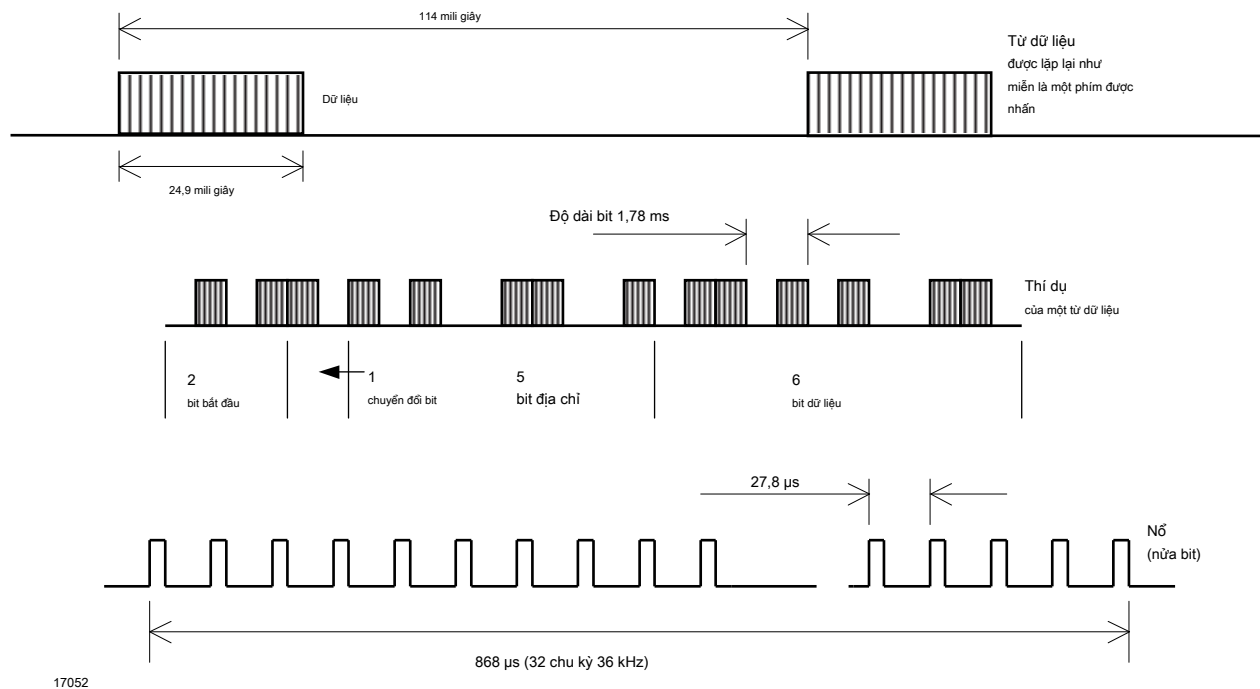 114 mili giây
Từ dữ liệu
được lặp lại như
miễn là một phím được
nhấn
Dữ liệu
24,9 mili giây
Độ dài bit 1,78 ms
Thí dụ
của một từ dữ liệu
2
bit bắt đầu
1
chuyển đổi bit
5
bit địa chỉ
6
bit dữ liệu
27,8 μs
Nổ
(nửa bit)
868 μs (32 chu kỳ 36 kHz)
17052